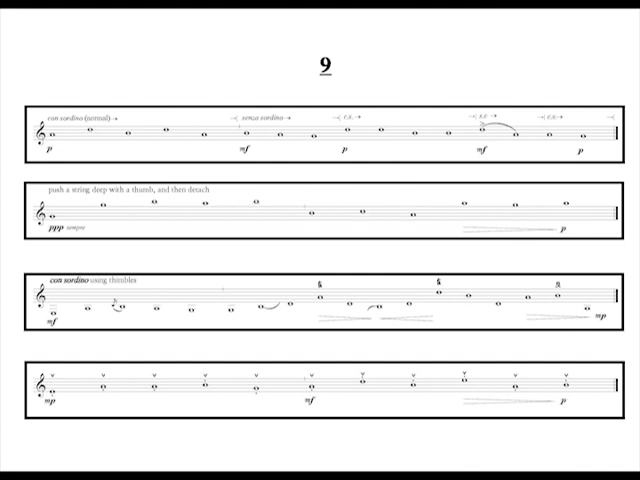 9
con sordino (normal)
senza sordino
c.s.
s.c
c.s.
p
mf
p
mf
p
push a string deep with a thumb, and then detach
ppp sempre
p
con sordino using thimbles
mf
mp
mp
mf
p